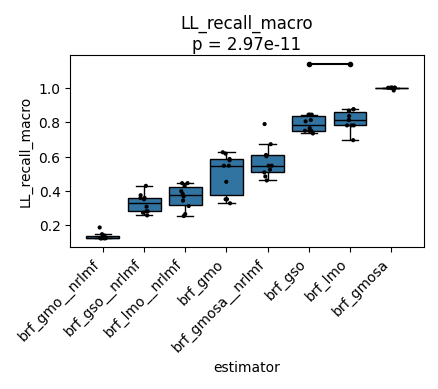 LL_recall_macro
p = 2.97e-11
LL_recall_macro
1.0
0.8
0.6
0.4
0.2
brf_gmo__nrlmf
brf_gso__nrlmf
brf_lmo__nrlmf
brf_gmo
brf_gmosa__nrlmf
brf_gso
brf_lmo
brf_gmosa
estimator